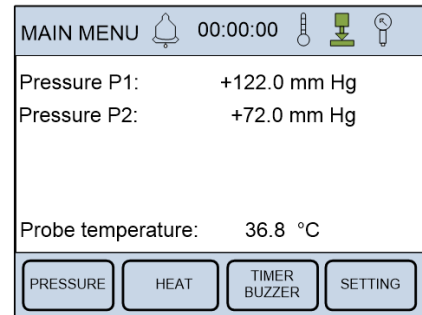 MAIN MENU 00:00:00
Pressure P1: +122.0 mm Hg
Pressure P2: +72.0 mm Hg
Probe temperature: 36.8 °C
PRESSURE HEAT TIMER BUZZER SETTING